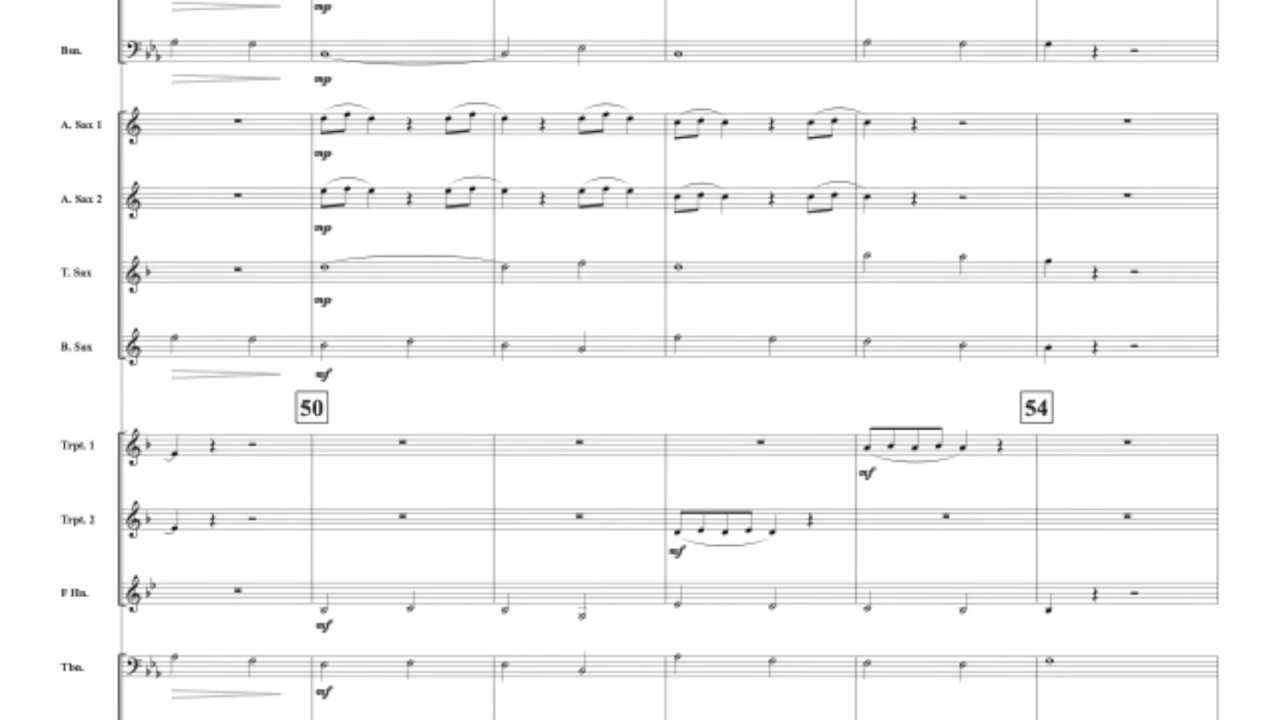 mp
Bsn.
mp
A. Sax 1
mp
A. Sax 2
mp
T. Sax
mp
B. Sax
mf
50
54
Trpt. 1
mf
Trpt. 2
mf
F Hn.
mf
Tbn.
mf